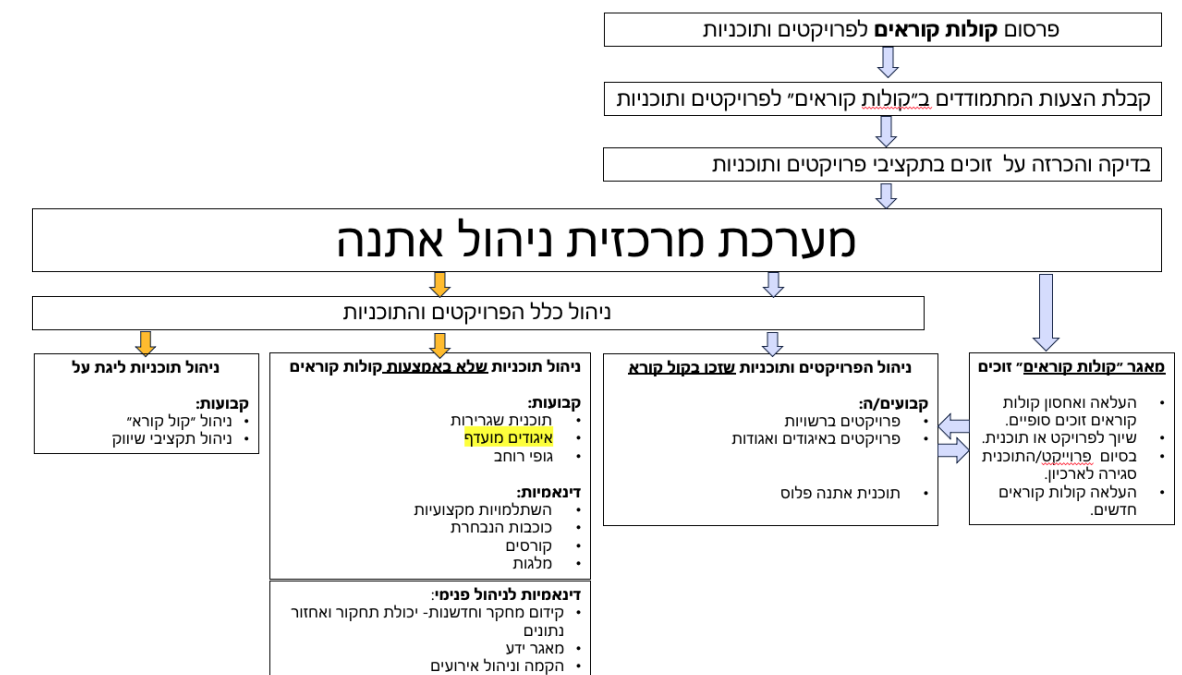 פרסום קולות קוראים לפרויקטים ותוכניות
קבלת הצעות המתמודדים ב״קולות קוראים״ לפרויקטים ותוכניות
בדיקה והכרזה על זוכים בתקציבי פרויקטים ותוכניות
מערכת מרכזית ניהול אתנה
ניהול כלל הפרויקטים והתוכניות
מאגר ״קולות קוראים״ זוכים
• העלאה ואחסון קולות
קוראים זוכים סופיים.
• שיוך לפרויקט או תוכנית.
• בסיום פרוייקט/התוכנית
סגירה לארכיון.
• העלאה קולות קוראים
חדשים.
ניהול הפרויקטים ותוכניות שזכו בקול קורא
קבועים/ה:
• פרויקטים ברשויות
• פרויקטים באיגודים ואגודות
• תוכנית אתנה פלוס
ניהול תוכניות שלא באמצעות קולות קוראים
קבועות:
• תוכנית שגרירות
• איגודים מועדף
• גופי רוחב
דינאמיות:
• השתלמויות מקצועיות
• כוכבות הנבחרת
• קורסים
• מלגות
דינאמיות לניהול פנימי:
• קידום מחקר וחדשנות- יכולת תחקור ואחזור
נתונים
• מאגר ידע
• הקמה וניהול אירועים
ניהול תוכניות ליגת על
קבועות:
• ניהול ״קול קורא״
• ניהול תקציבי שיווק